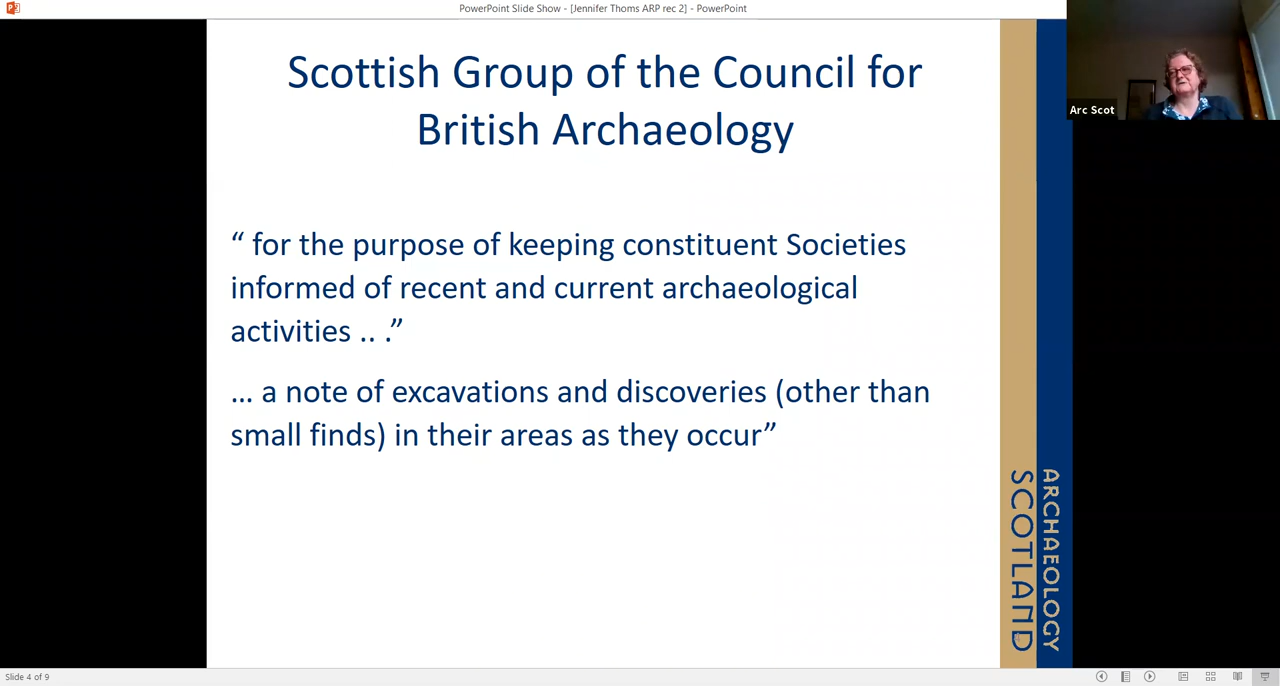 PowerPoint Slide Show - [Jennifer Thoms ARP rec 2] - PowerPoint
Scottish Group of the Council for
British Archaeology
“ for the purpose of keeping constituent Societies
informed of recent and current archaeological
activities .. .”
... a note of excavations and discoveries (other than
small finds) in their areas as they occur”
ARCHAEOLOGY
SCOTLAND
Arc Scot
Slide 4 of 9